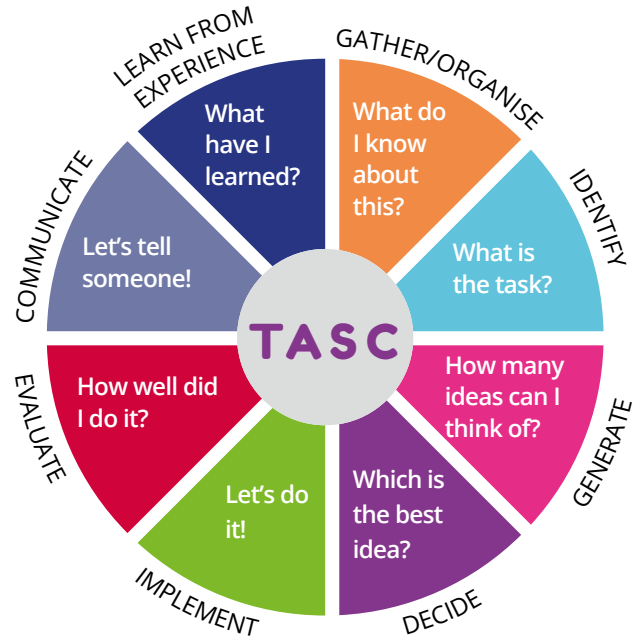 GATHER/ORGANISE
What do
I know
about
this?
IDENTIFY
What is
the task?
GENERATE
How many
ideas can I
think of?
DECIDE
Which is
the best
idea?
IMPLEMENT
Let’s do
it!
EVALUATE
How well did
I do it?
COMMUNICATE
Let’s tell
someone!
LEARN FROM
EXPERIENCE
What
have I
learned?
TASC